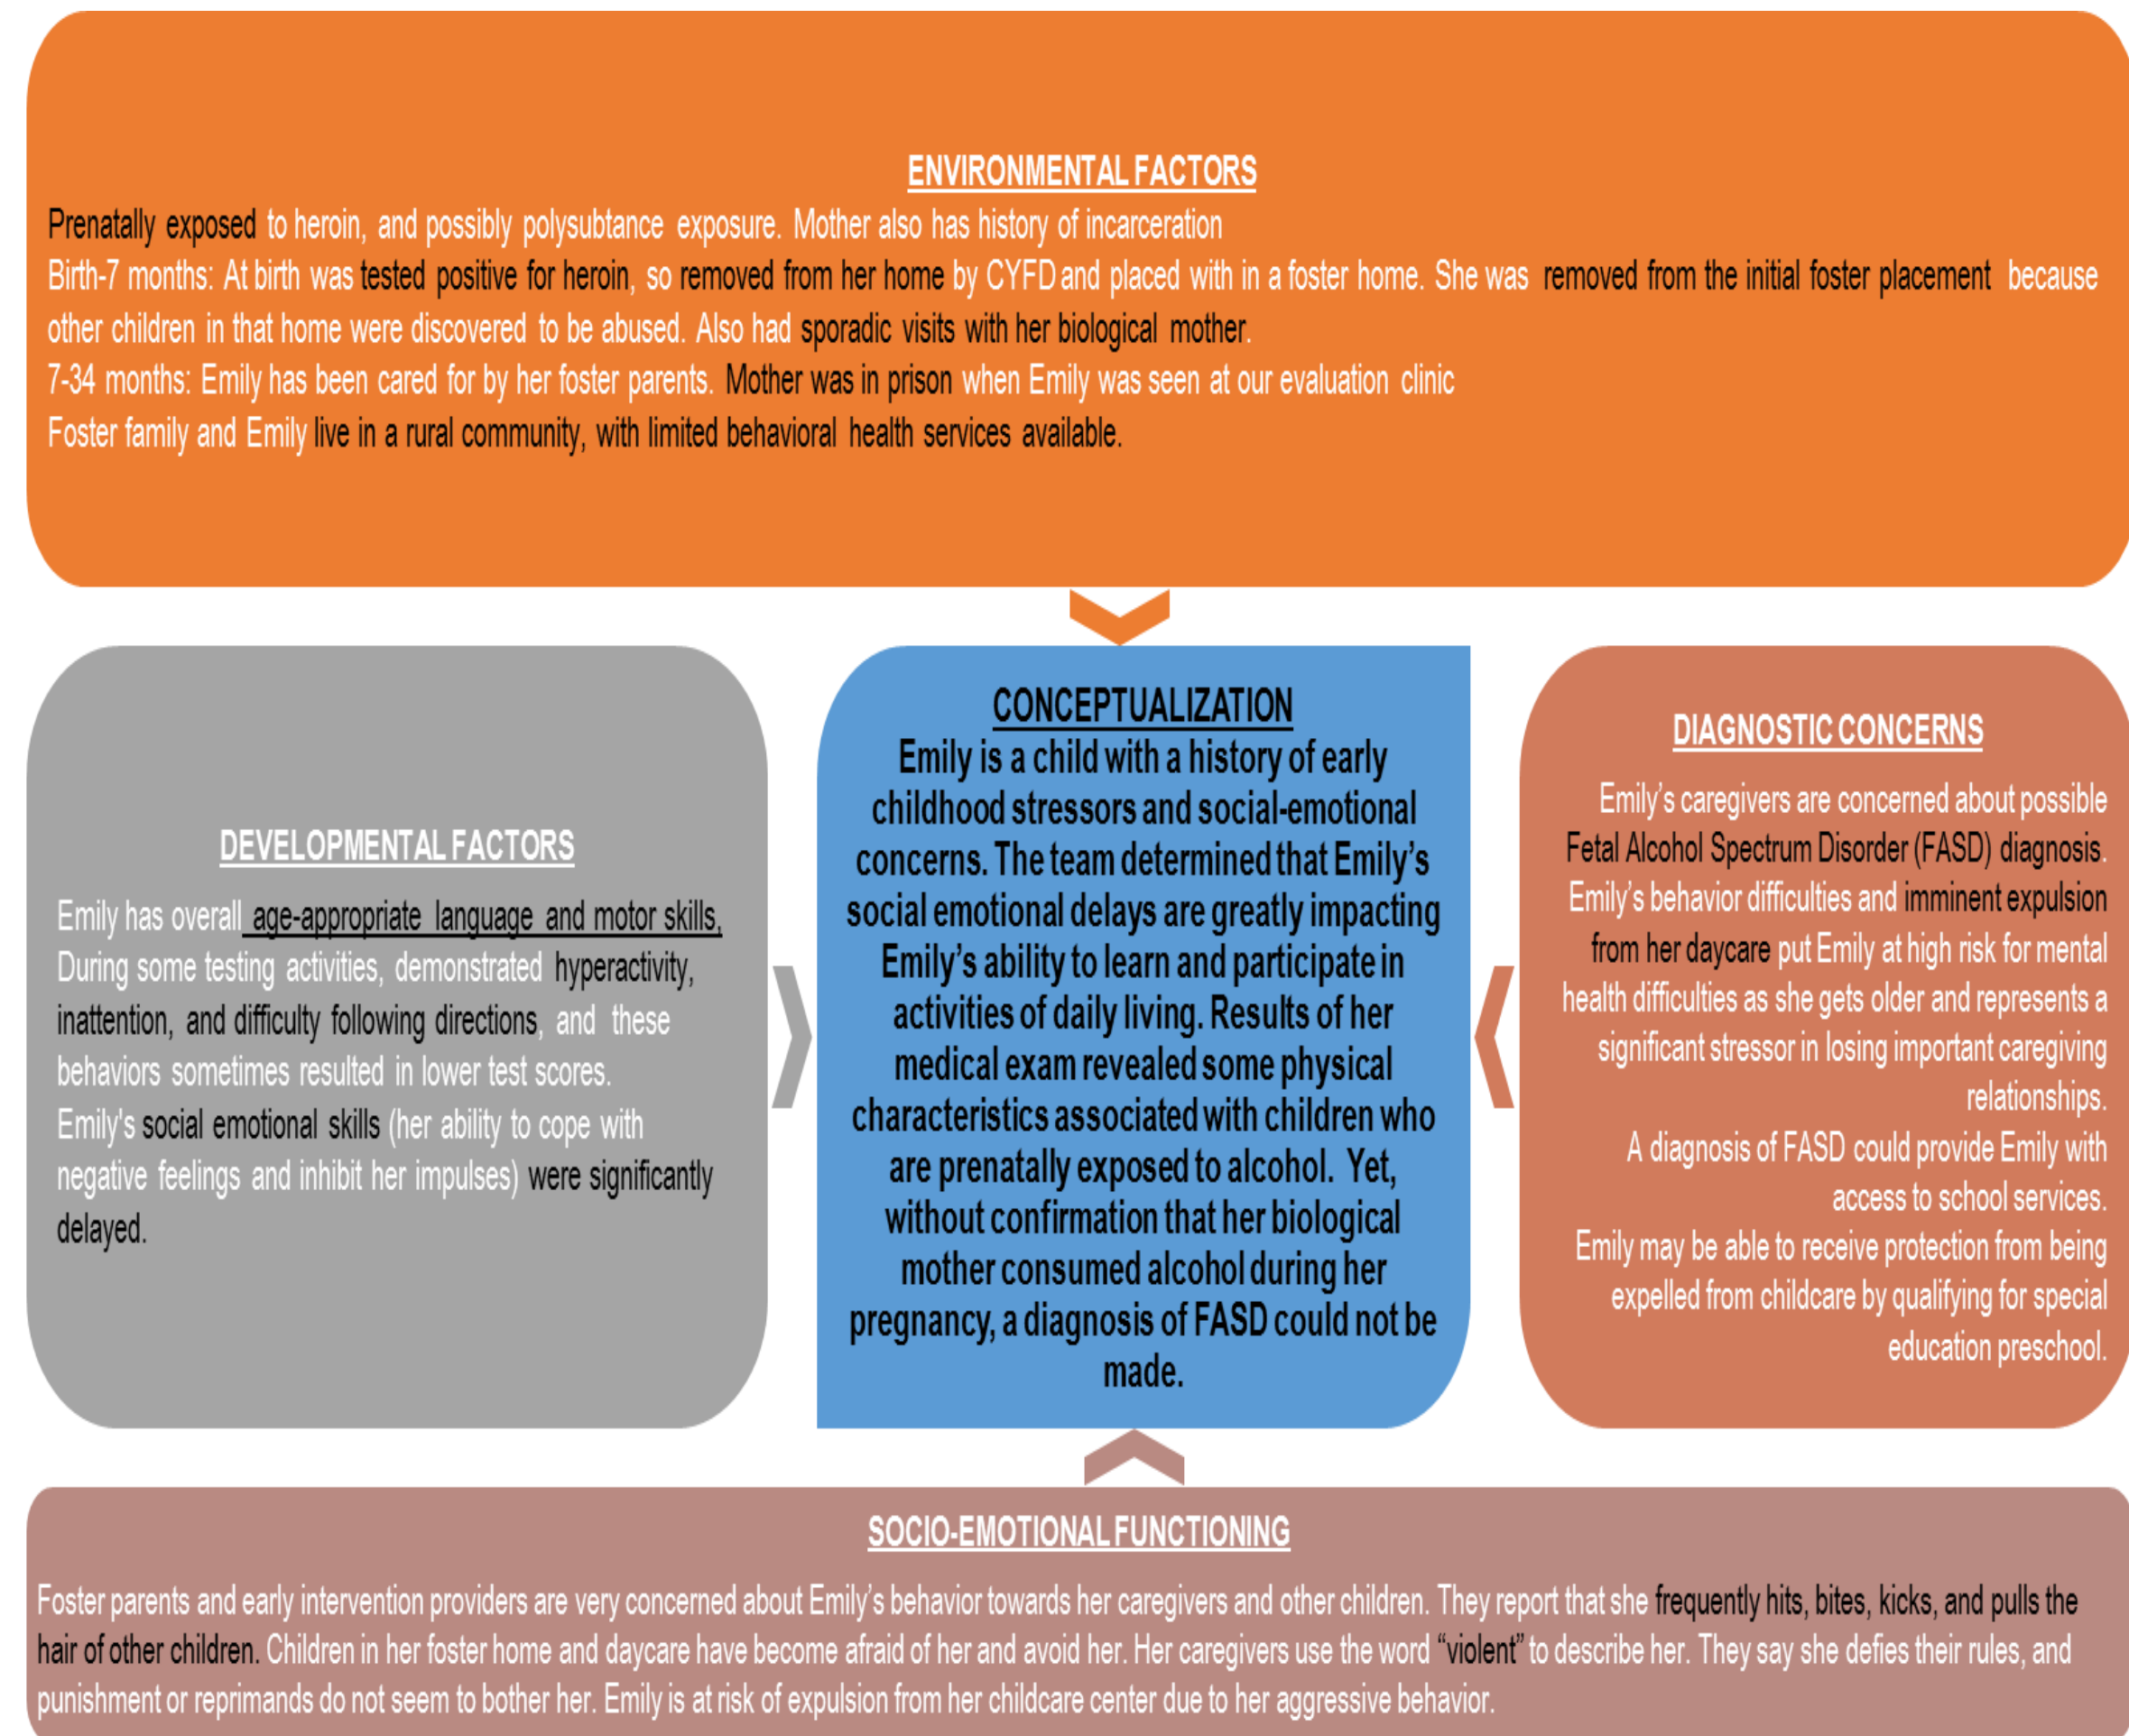 ENVIRONMENTAL FACTORS
Prenatally exposed to heroin, and possibly polysubtance exposure. Mother also has history of incarceration
Birth-7 months: At birth was tested positive for heroin, so removed from her home by CYFD and placed with in a foster home. She was removed from the initial foster placement because
other children in that home were discovered to be abused. Also had sporadic visits with her biological mother.
7-34 months: Emily has been cared for by her foster parents. Mother was in prison when Emily was seen at our evaluation clinic
Foster family and Emily live in a rural community, with limited behavioral health services available.
DEVELOPMENTAL FACTORS
Emily has overall age-appropriate language and motor skills,
During some testing activities, demonstrated hyperactivity,
inattention, and difficulty following directions, and these
behaviors sometimes resulted in lower test scores.
Emily's social emotional skills (her ability to cope with
negative feelings and inhibit her impulses) were significantly
delayed.
CONCEPTUALIZATION
Emily is a child with a history of early
childhood stressors and social-emotional
concerns. The team determined that Emily’s
social emotional delays are greatly impacting
Emily’s ability to learn and participate in
activities of daily living. Results of her
medical exam revealed some physical
characteristics associated with children who
are prenatally exposed to alcohol. Yet,
without confirmation that her biological
mother consumed alcohol during her
pregnancy, a diagnosis of FASD could not be
made.
DIAGNOSTIC CONCERNS
Emily’s caregivers are concerned about possible
Fetal Alcohol Spectrum Disorder (FASD) diagnosis.
Emily’s behavior difficulties and imminent expulsion
from her daycare put Emily at high risk for mental
health difficulties as she gets older and represents a
significant stressor in losing important caregiving
relationships.
A diagnosis of FASD could provide Emily with
access to school services.
Emily may be able to receive protection from being
expelled from childcare by qualifying for special
education preschool.
SOCIO-EMOTIONAL FUNCTIONING
Foster parents and early intervention providers are very concerned about Emily’s behavior towards her caregivers and other children. They report that she frequently hits, bites, kicks, and pulls the
hair of other children. Children in her foster home and daycare have become afraid of her and avoid her. Her caregivers use the word “violent” to describe her. They say she defies their rules, and
punishment or reprimands do not seem to bother her. Emily is at risk of expulsion from her childcare center due to her aggressive behavior.